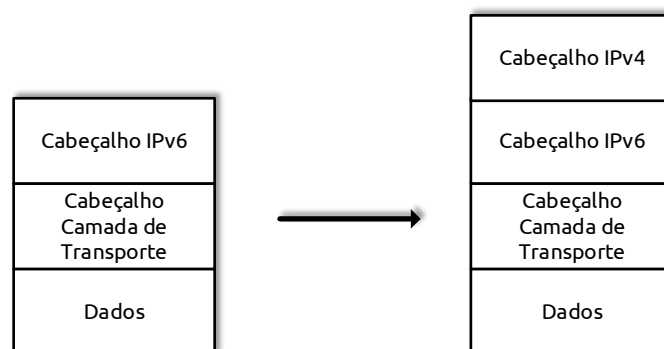 Cabeçalho IPv6
Cabeçalho
Camada de
Transporte
Dados
Cabeçalho IPv4
Cabeçalho IPv6
Cabeçalho
Camada de
Transporte
Dados